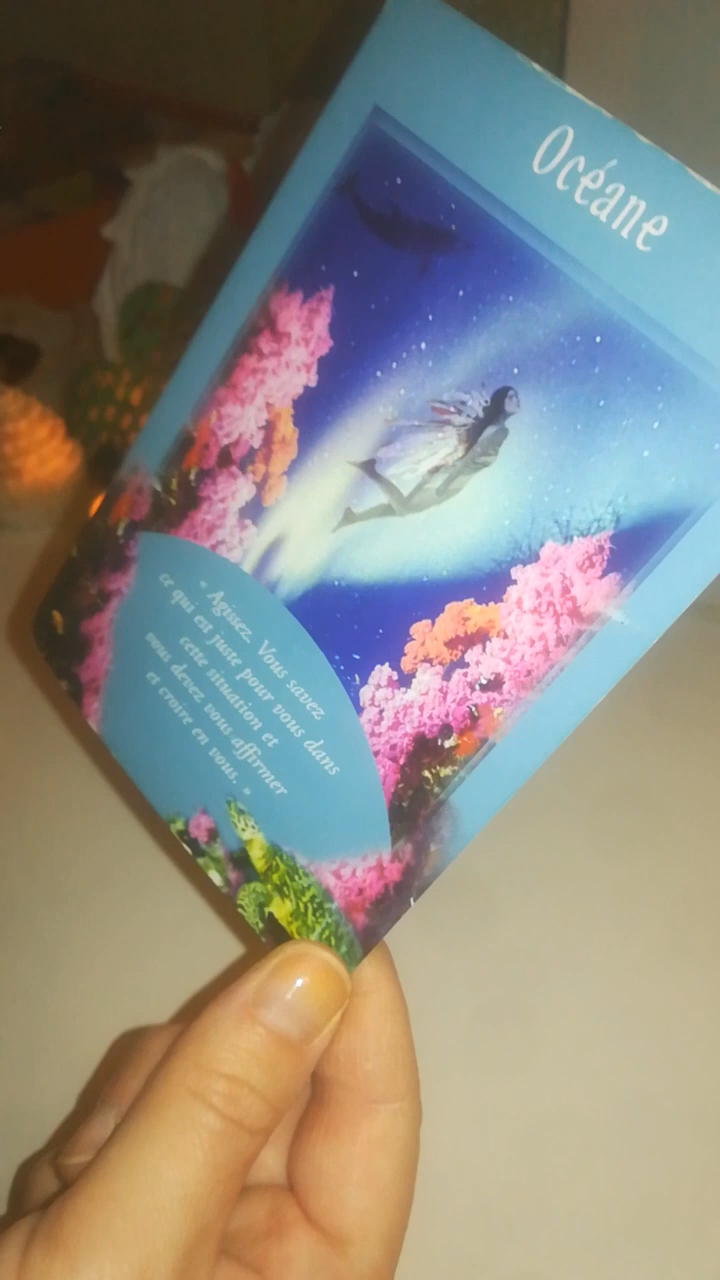 Océane
« Agissez. Vous savez
ce qui est juste pour vous dans
cette situation et
vous devez vous affirmer
et croire en vous. »